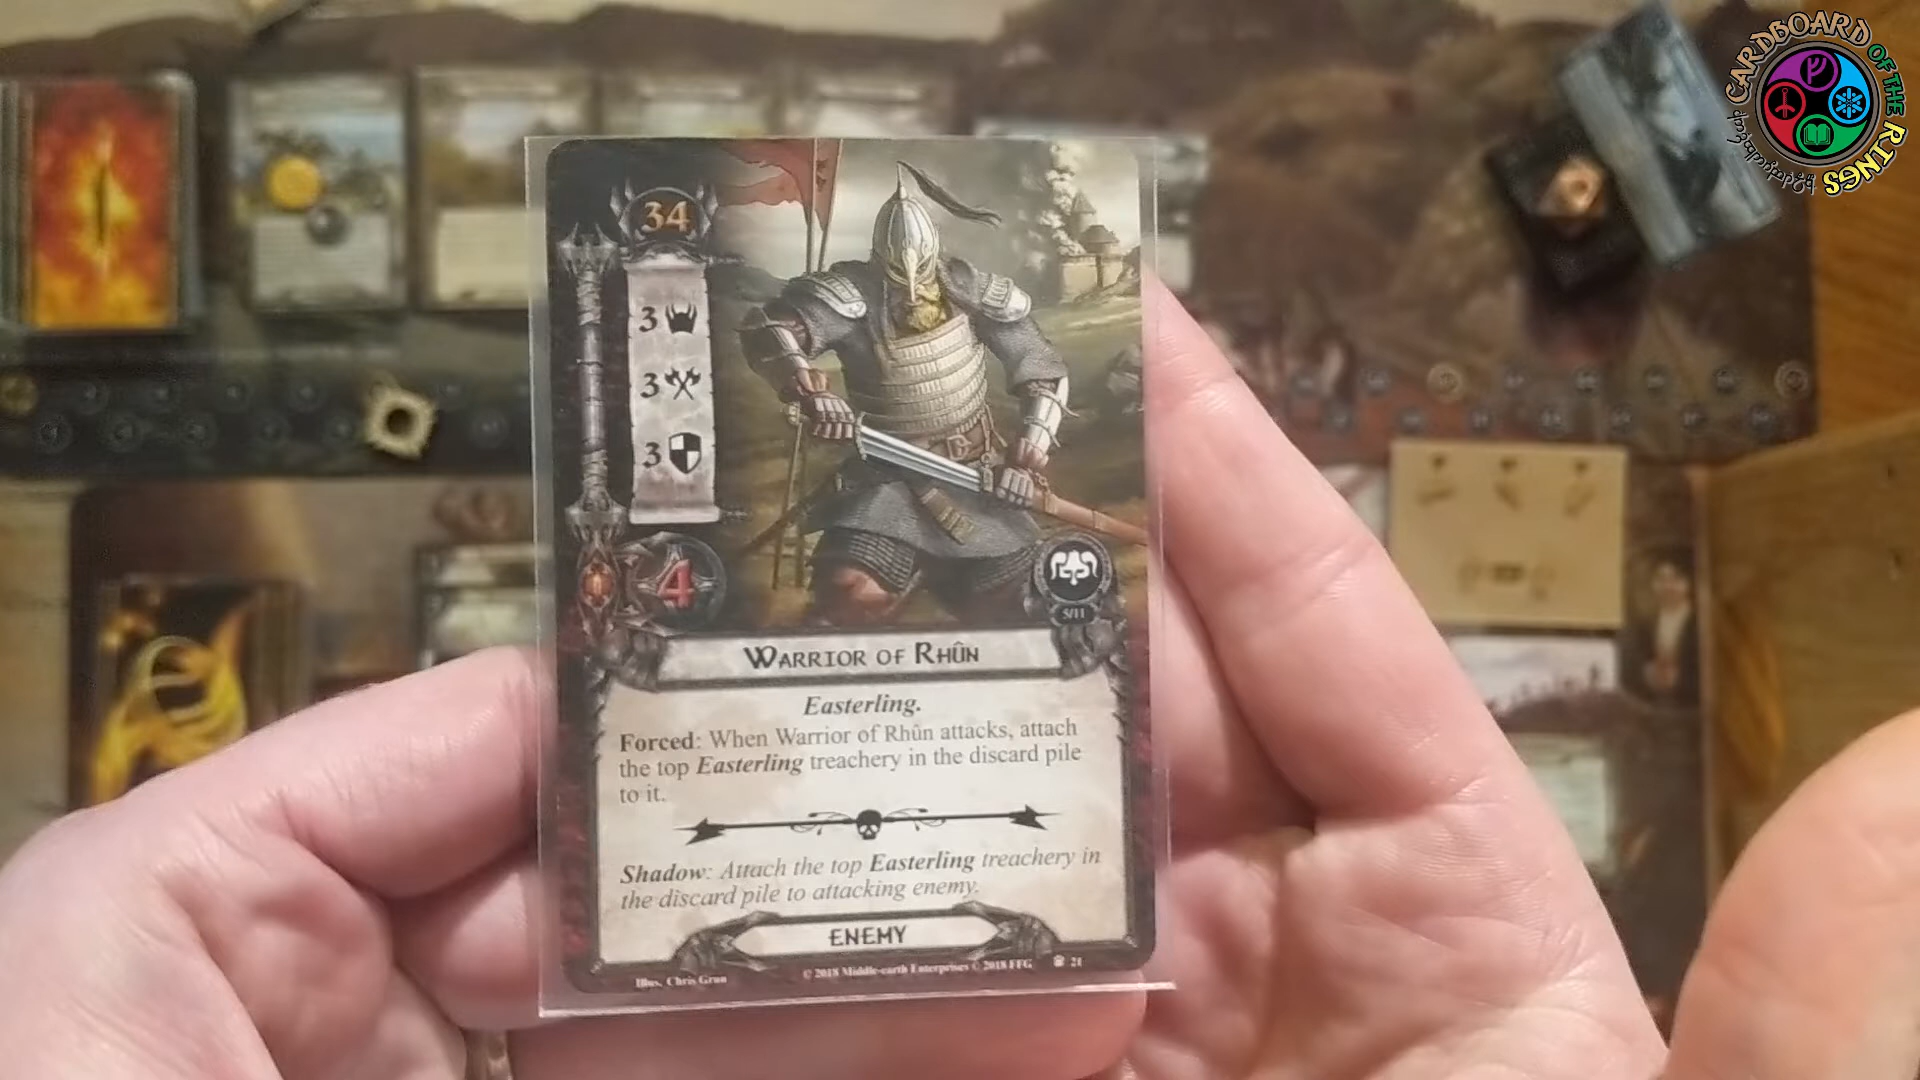 CARDBOARD OF THE RINGS
34
3
3
3
4
5/11
WARRIOR OF RHÛN
Easterling.
Forced: When Warrior of Rhûn attacks, attach
the top Easterling treachery in the discard pile
to it.
Shadow: Attach the top Easterling treachery in
the discard pile to attacking enemy.
ENEMY
Illus. Chris Grun
© 2018 Middle-earth Enterprises © 2018 FFG
21